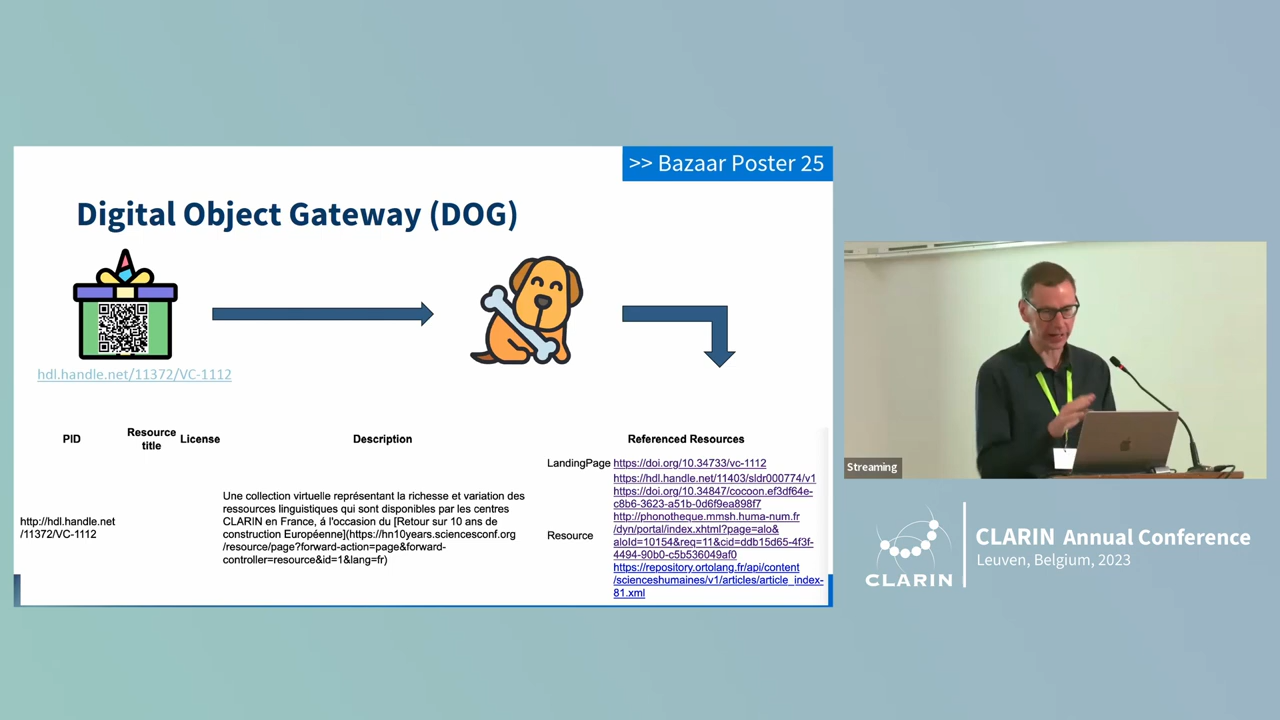 >> Bazaar Poster 25
Digital Object Gateway (DOG)
hdl.handle.net/11372/VC-1112
PID
Resource title
License
Description
Referenced Resources
http://hdl.handle.net
/11372/VC-1112
Une collection virtuelle représentant la richesse et variation des
ressources linguistiques qui sont disponibles par les centres
CLARIN en France, á l'occasion du [Retour sur 10 ans de
construction Européenne](https://hn10years.sciencesconf.org
/resource/page?forward-action=page&forward-
controller=resource&id=1&lang=fr)
LandingPage https://doi.org/10.34733/vc-1112
Resource
https://hdl.handle.net/11403/sldr000774/v1
https://doi.org/10.34847/cocoon.ef3df64e-
c8b6-3623-a51b-0d6f9ea898f7
http://phonotheque.mmsh.huma-num.fr
/dyn/portal/index.xhtml?page=alo&
aloId=10154&req=11&cid=ddb15d65-4f3f-
4494-90b0-c5b536049af0
https://repository.ortolang.fr/api/content
/scienceshumaines/v1/articles/article_index-
81.xml
Streaming
CLARIN
CLARIN Annual Conference
Leuven, Belgium, 2023